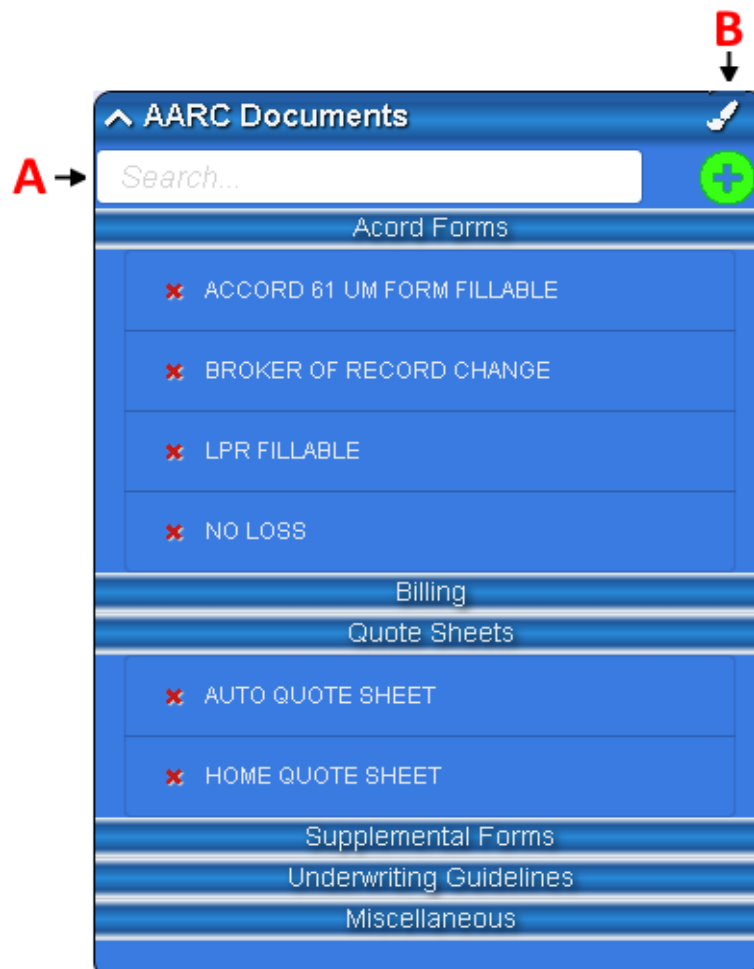 B
AARC Documents
A
Search...
Acord Forms
ACCORD 61 UM FORM FILLABLE
BROKER OF RECORD CHANGE
LPR FILLABLE
NO LOSS
Billing
Quote Sheets
AUTO QUOTE SHEET
HOME QUOTE SHEET
Supplemental Forms
Underwriting Guidelines
Miscellaneous